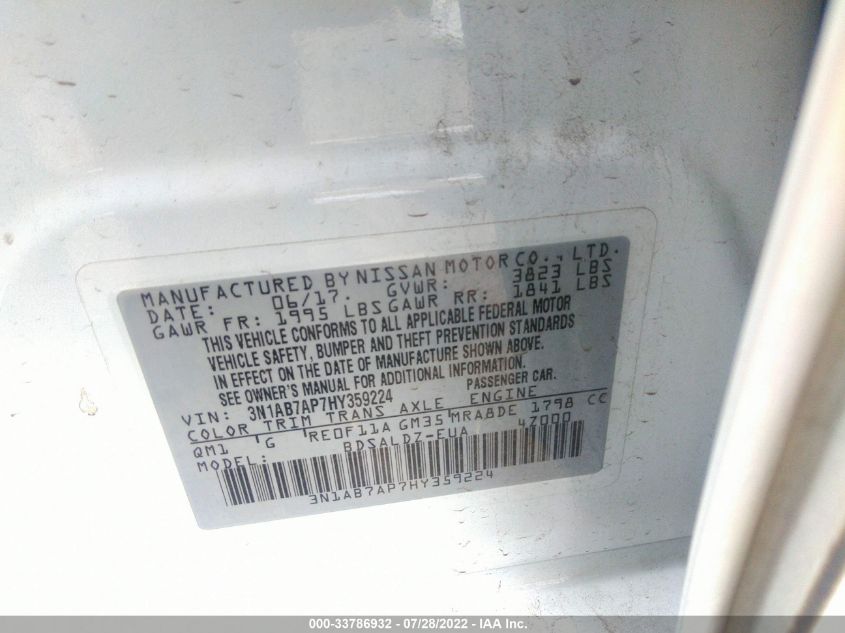 MANUFACTURED BY NISSAN MOTOR CO., LTD.
DATE: 06/17. GVWR: 3823 LBS
GAWR FR: 1995 LBS GAWR RR: 1841 LBS
THIS VEHICLE CONFORMS TO ALL APPLICABLE FEDERAL MOTOR
VEHICLE SAFETY, BUMPER AND THEFT PREVENTION STANDARDS
IN EFFECT ON THE DATE OF MANUFACTURE SHOWN ABOVE.
SEE OWNER'S MANUAL FOR ADDITIONAL INFORMATION.
VIN: 3N1AB7AP7HY359224 PASSENGER CAR.
COLOR TRIM TRANS AXLE ENGINE
QM1 G RE0F11A GM35 MRA8DE 1798 CC
MODEL: BDSALDZ-EUA 4Z000
3N1AB7AP7HY359224
000-33786932 - 07/28/2022 - IAA Inc.